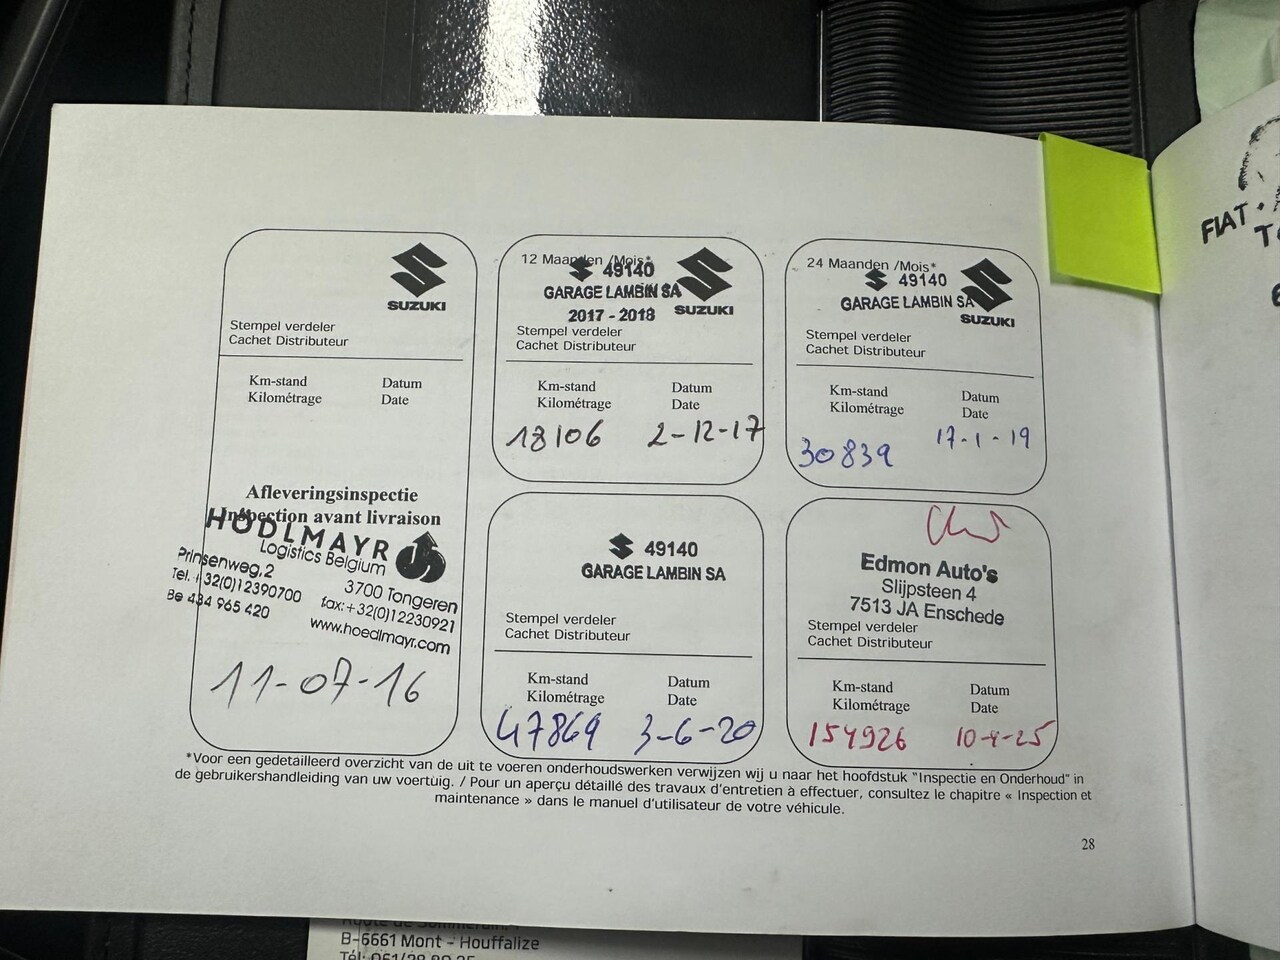 SUZUKI
Stempel verdeler
Cachet Distributeur
Km-stand Datum
Kilométrage Date
Afleveringsinspectie
Inspection avant livraison
HÖDLMAYR
Logistics Belgium
Prinsenweg,2 3700 Tongeren
Tel. +32(0)12390700 fax:+32(0)12230921
Be 434 965 420 www.hoedlmayr.com
11-07-16
12 Maanden /Mois*
49140
GARAGE LAMBIN SA
2017 - 2018
SUZUKI
Stempel verdeler
Cachet Distributeur
Km-stand Datum
Kilométrage Date
18106 2-12-17
24 Maanden /Mois*
49140
GARAGE LAMBIN SA
SUZUKI
Stempel verdeler
Cachet Distributeur
Km-stand Datum
Kilométrage Date
30839 17-1-19
49140
GARAGE LAMBIN SA
Stempel verdeler
Cachet Distributeur
Km-stand Datum
Kilométrage Date
47869 3-6-20
Edmon Auto's
Slijpsteen 4
7513 JA Enschede
Stempel verdeler
Cachet Distributeur
Km-stand Datum
Kilométrage Date
154926 10-4-25
*Voor een gedetailleerd overzicht van de uit te voeren onderhoudswerken verwijzen wij u naar het hoofdstuk "Inspectie en Onderhoud" in
de gebruikershandleiding van uw voertuig. / Pour un aperçu détaillé des travaux d'entretien à effectuer, consultez le chapitre « Inspection et
maintenance » dans le manuel d'utilisateur de votre véhicule.
28
FIAT
B-6661 Mont - Houffalize